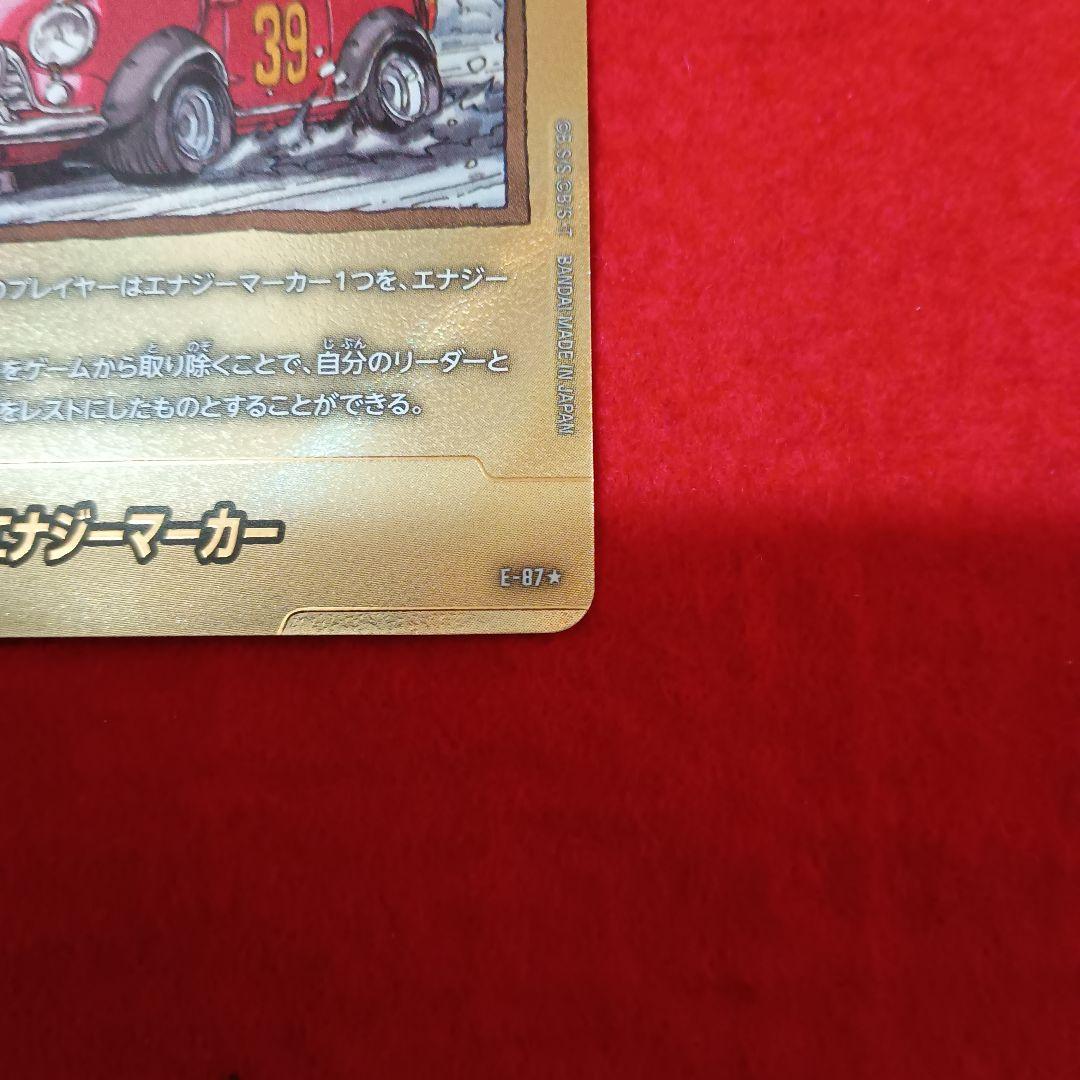 39
のプレイヤーはエナジーマーカー1つを、エナジー
をゲームから取り除くことで、自分のリーダーと
をレストにしたものとすることができる。
エナジーマーカー
E-87★
©B.S/S ©B/S・T BANDAI MADE IN JAPAN